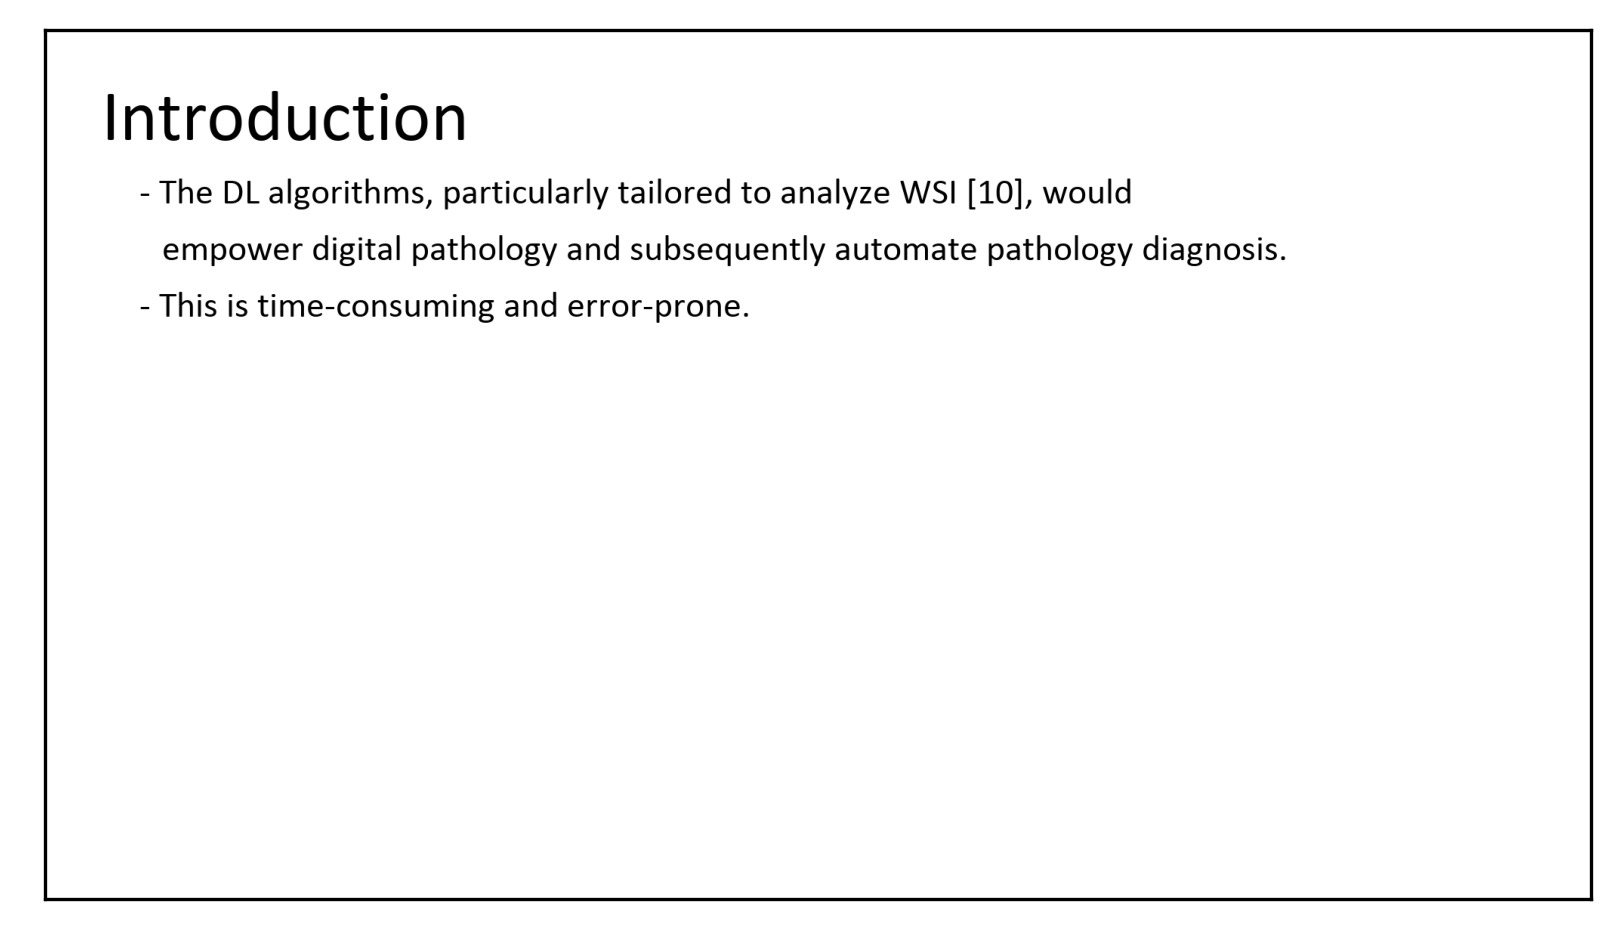 Introduction
- The DL algorithms, particularly tailored to analyze WSI [10], would
empower digital pathology and subsequently automate pathology diagnosis.
- This is time-consuming and error-prone.